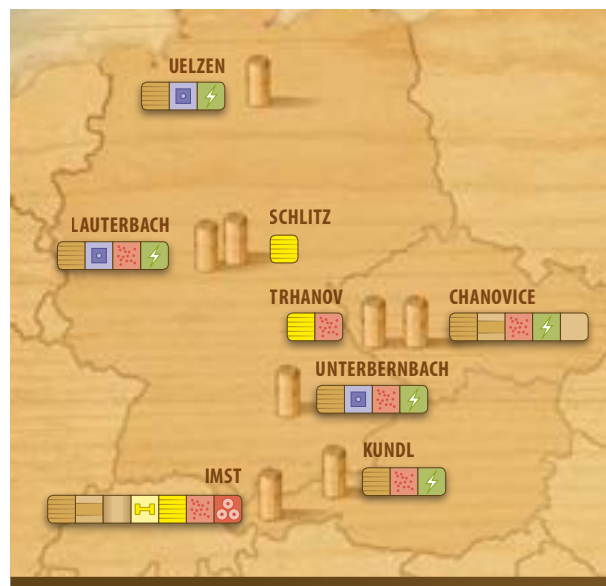 UELZEN
LAUTERBACH
SCHLITZ
TRHANOV
CHANOVICE
UNTERBERNBACH
KUNDL
IMST